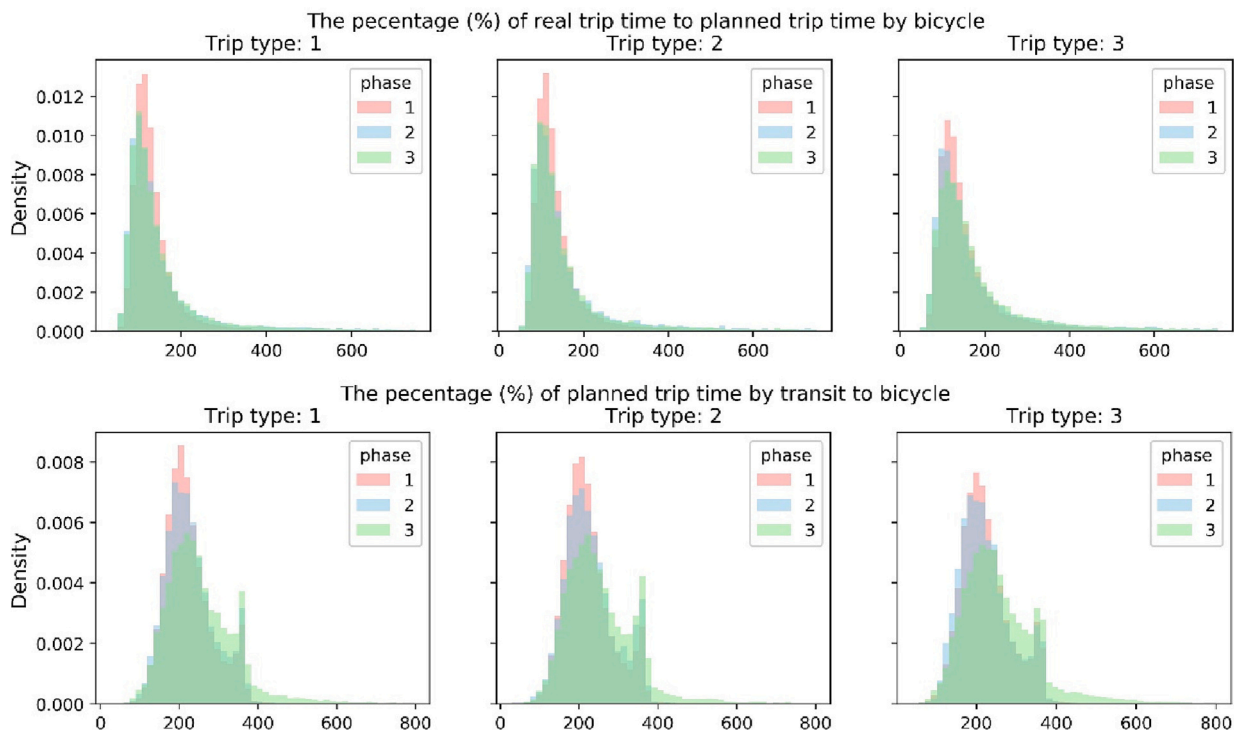 The pecentage (%) of real trip time to planned trip time by bicycle
Trip type: 1
Trip type: 2
Trip type: 3
Density
0.012
0.010
0.008
0.006
0.004
0.002
0.000
phase
1
2
3
phase
1
2
3
phase
1
2
3
200 400 600
0 200 400 600
0 200 400 600
The pecentage (%) of planned trip time by transit to bicycle
Trip type: 1
Trip type: 2
Trip type: 3
Density
0.008
0.006
0.004
0.002
0.000
phase
1
2
3
phase
1
2
3
phase
1
2
3
0 200 400 600 800
0 200 400 600 800
200 400 600 800